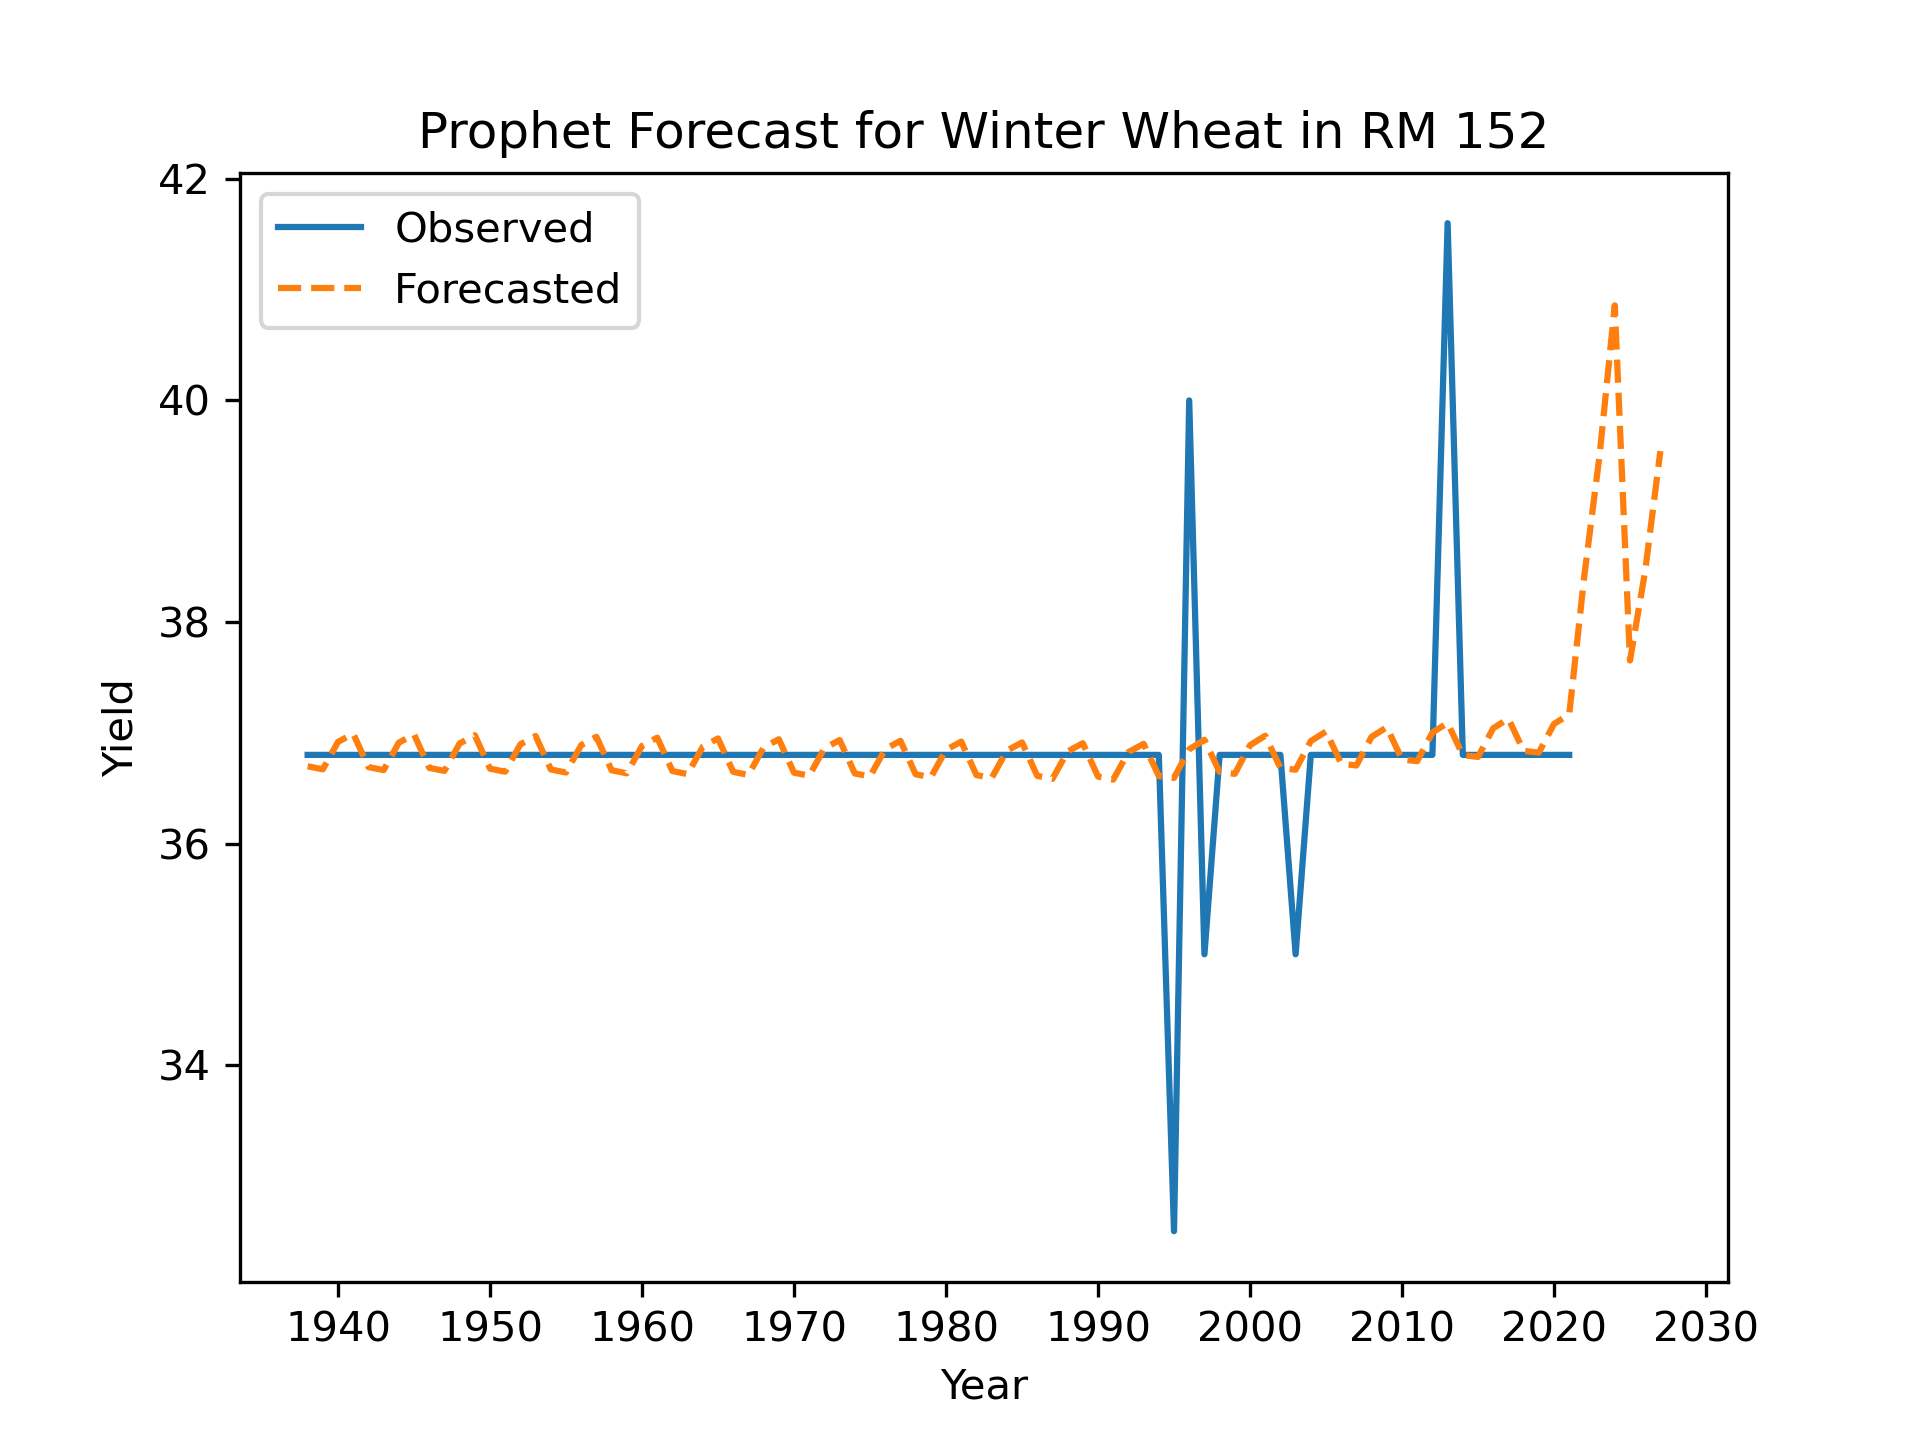 Prophet Forecast for Winter Wheat in RM 152
Observed
Forecasted
42
40
38
36
34
Yield
1940 1950 1960 1970 1980 1990 2000 2010 2020 2030
Year